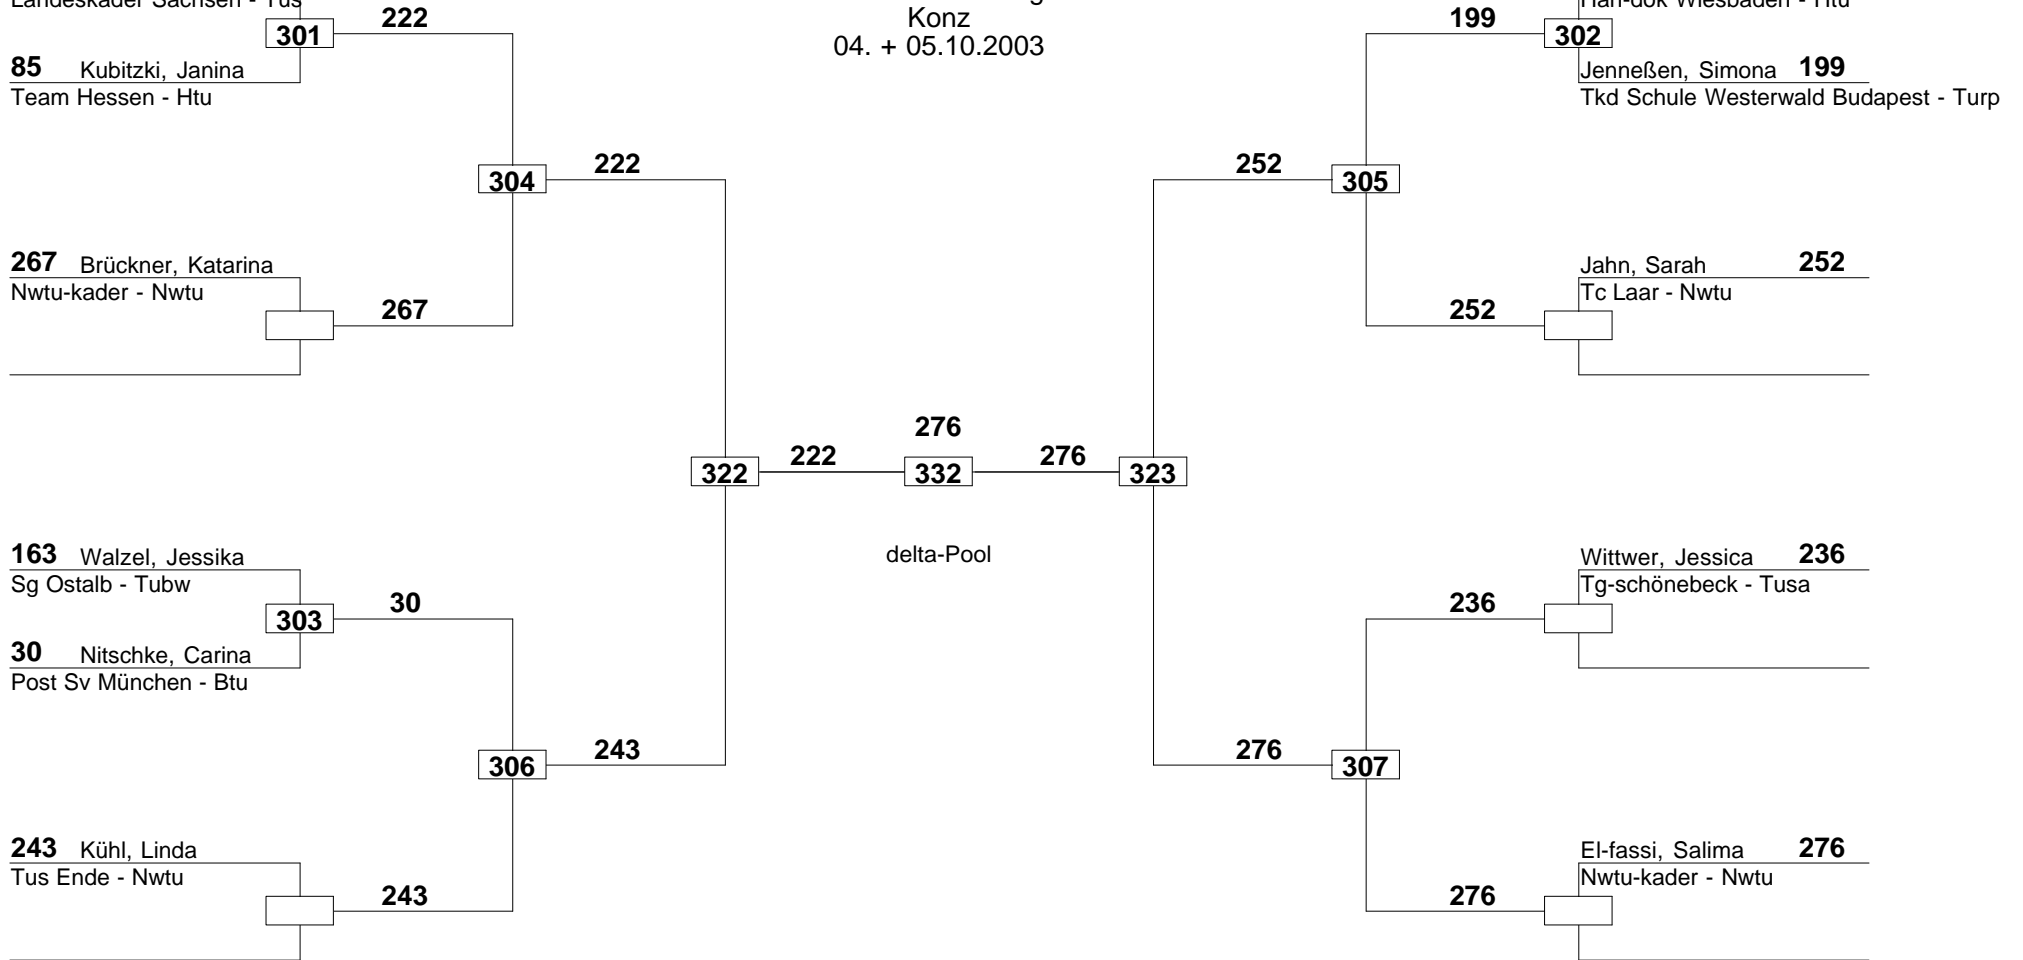 Landeskader Sachsen - Tus
Konz
04. + 05.10.2003
222
301
85 Kubitzki, Janina
Team Hessen - Htu
199
302
Jenneßen, Simona 199
Tkd Schule Westerwald Budapest - Turp
304
222
252
305
267 Brückner, Katarina
Nwtu-kader - Nwtu
267
Jahn, Sarah 252
Tc Laar - Nwtu
252
276
322
222
332
276
323
delta-Pool
163 Walzel, Jessika
Sg Ostalb - Tubw
303
30
30 Nitschke, Carina
Post Sv München - Btu
Wittwer, Jessica 236
Tg-schönebeck - Tusa
236
306
243
276
307
243 Kühl, Linda
Tus Ende - Nwtu
243
El-fassi, Salima 276
Nwtu-kader - Nwtu
276